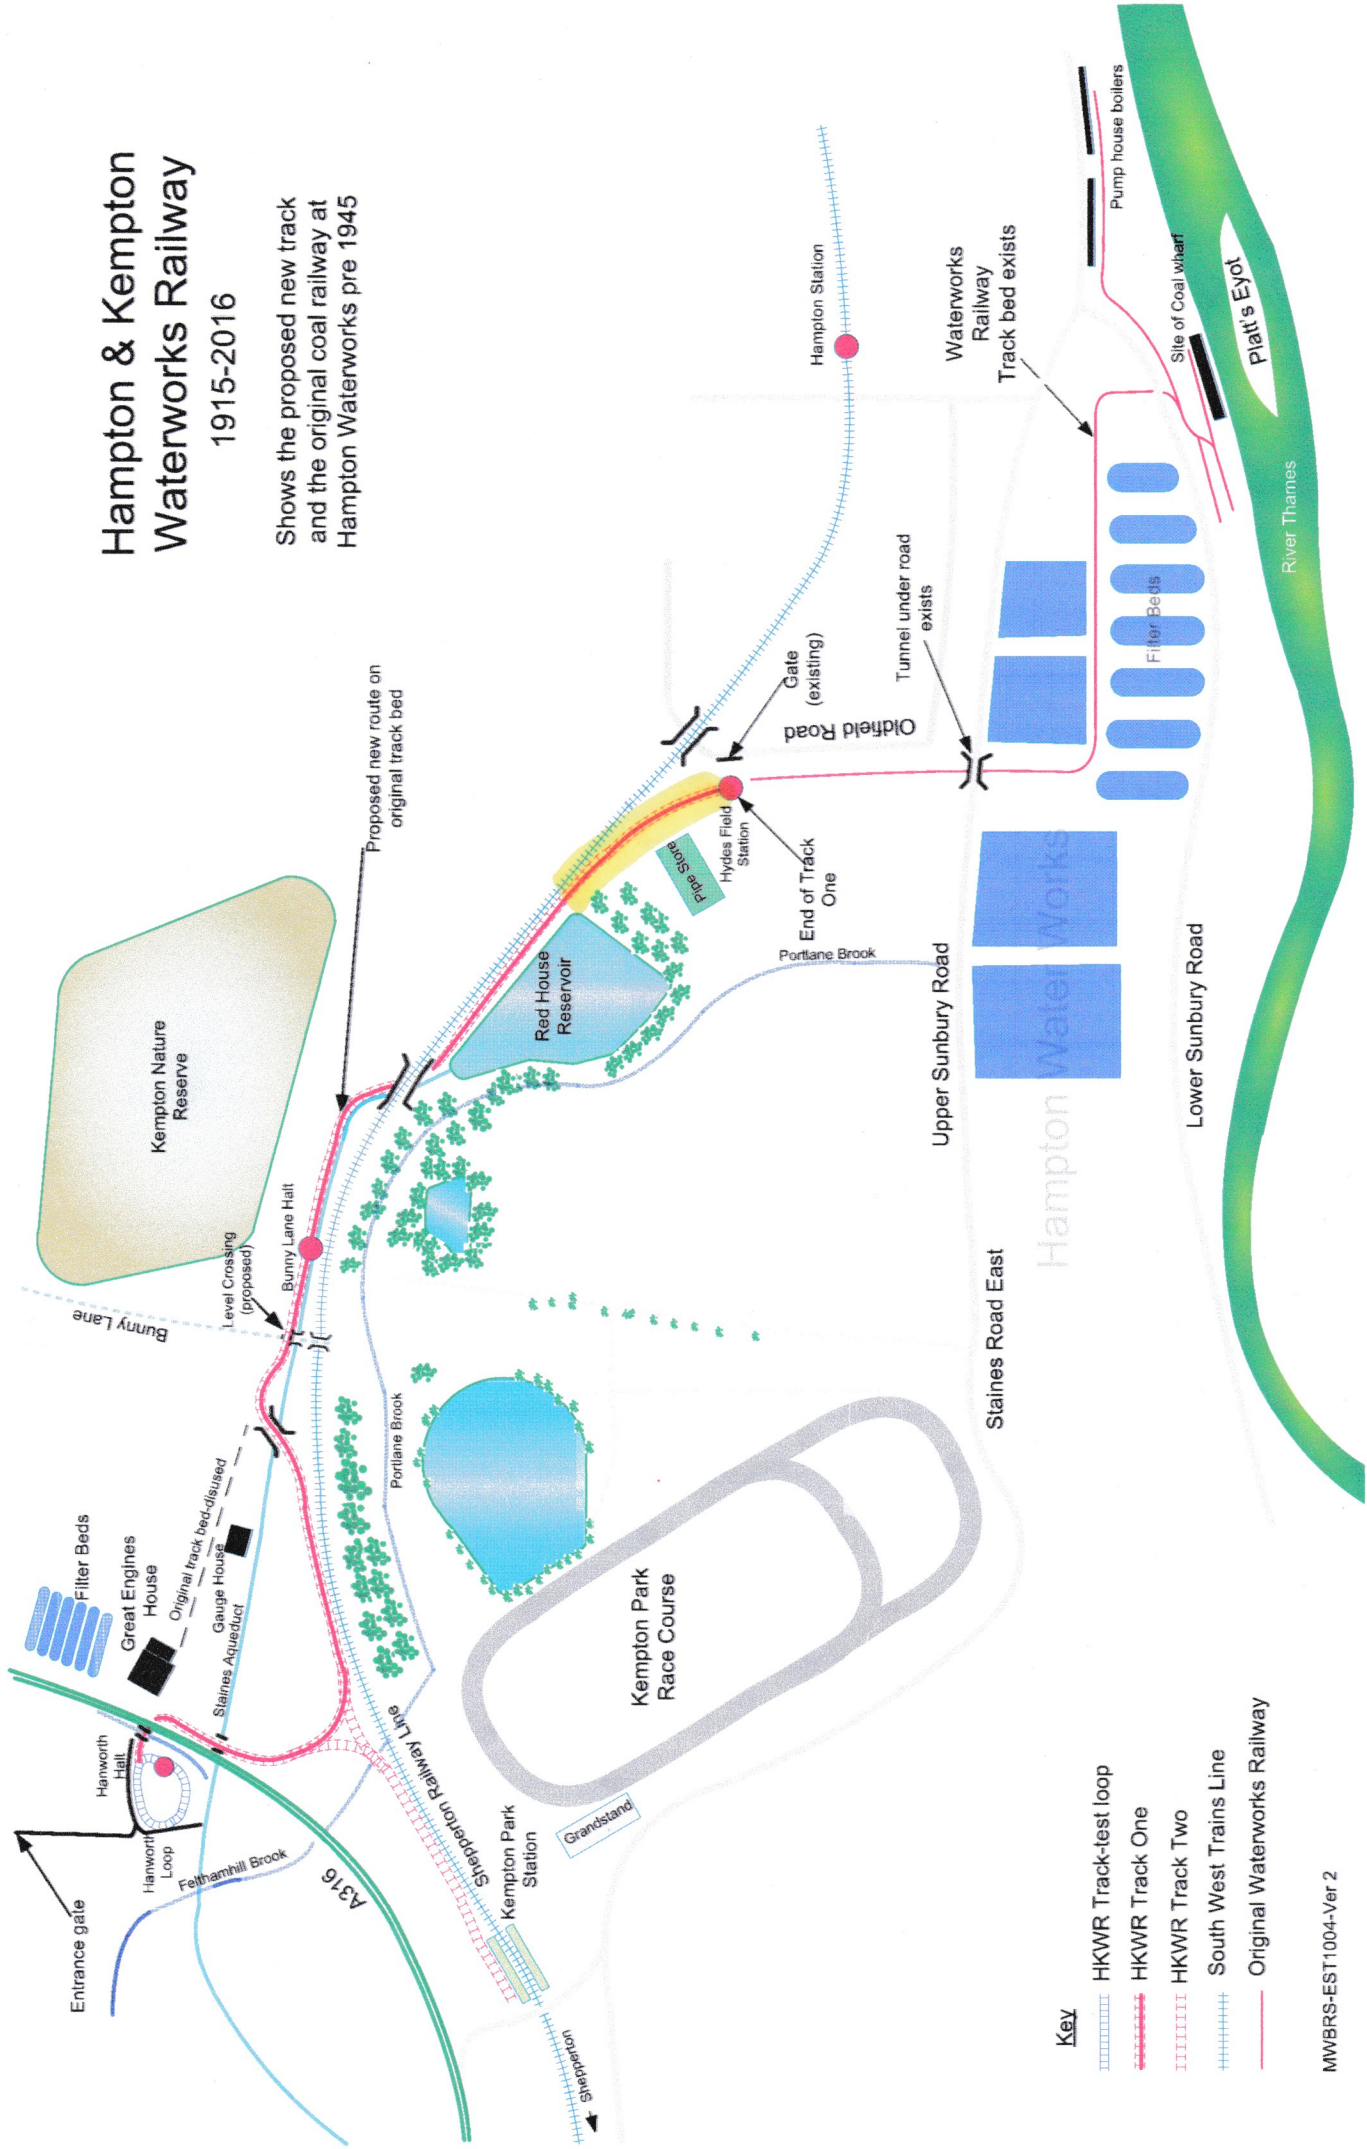 Hampton & Kempton
Waterworks Railway
1915-2016
Shows the proposed new track
and the original coal railway at
Hampton Waterworks pre 1945
Entrance gate
Hanworth
Halt
Hanworth
Loop
Felthamhill Brook
A316
Filter Beds
Great Engines
House
Original track bed-disused
Gauge House
Staines Aqueduct
Bunny Lane
Level Crossing
(proposed)
Bunny Lane Halt
Kempton Nature
Reserve
Proposed new route on
original track bed
Shepperton Railway Line
Kempton Park
Station
Shepperton
Grandstand
Kempton Park
Race Course
Portlane Brook
Red House
Reservoir
Pipe Store
Hydes Field
Station
End of Track
One
Portlane Brook
Gate
(existing)
Oldfield Road
Tunnel under road
exists
Hampton Station
Waterworks
Railway
Track bed exists
Pump house boilers
Site of Coal wharf
Platt's Eyot
River Thames
Filter Beds
Upper Sunbury Road
Staines Road East
Hampton Water Works
Lower Sunbury Road
Key
HKWR Track-test loop
HKWR Track One
HKWR Track Two
South West Trains Line
Original Waterworks Railway
MWBRS-EST1004-Ver 2